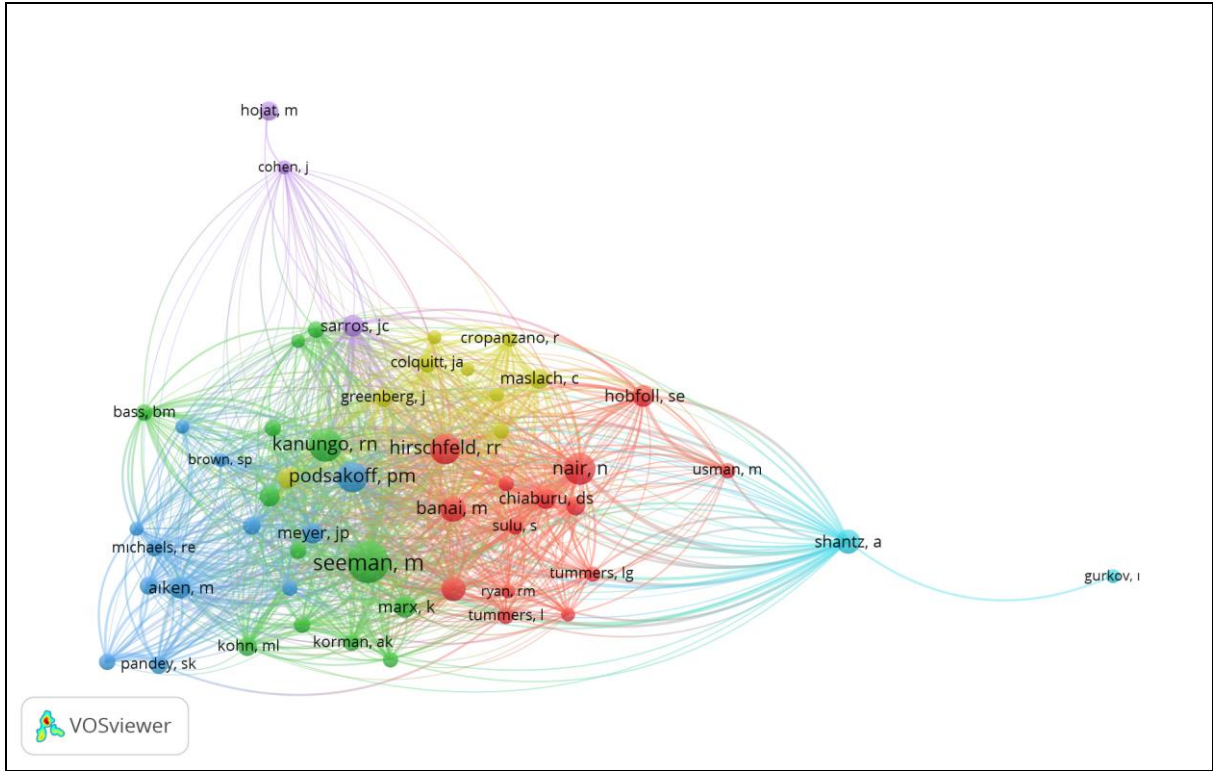 hojat, m
cohen, j
sarros, jc
cropanzano, r
colquitt, ja
maslach, c
greenberg, j
hobfoll, se
bass, bm
kanungo, rn
hirschfeld, rr
brown, sp
nair, n
usman, m
podsakoff, pm
chiaburu, ds
banai, m
sulu, s
meyer, jp
shantz, a
michaels, re
seeman, m
tummers, lg
gurkov, ı
aiken, m
ryan, rm
marx, k
tummers, l
kohn, ml
korman, ak
pandey, sk
VOSviewer